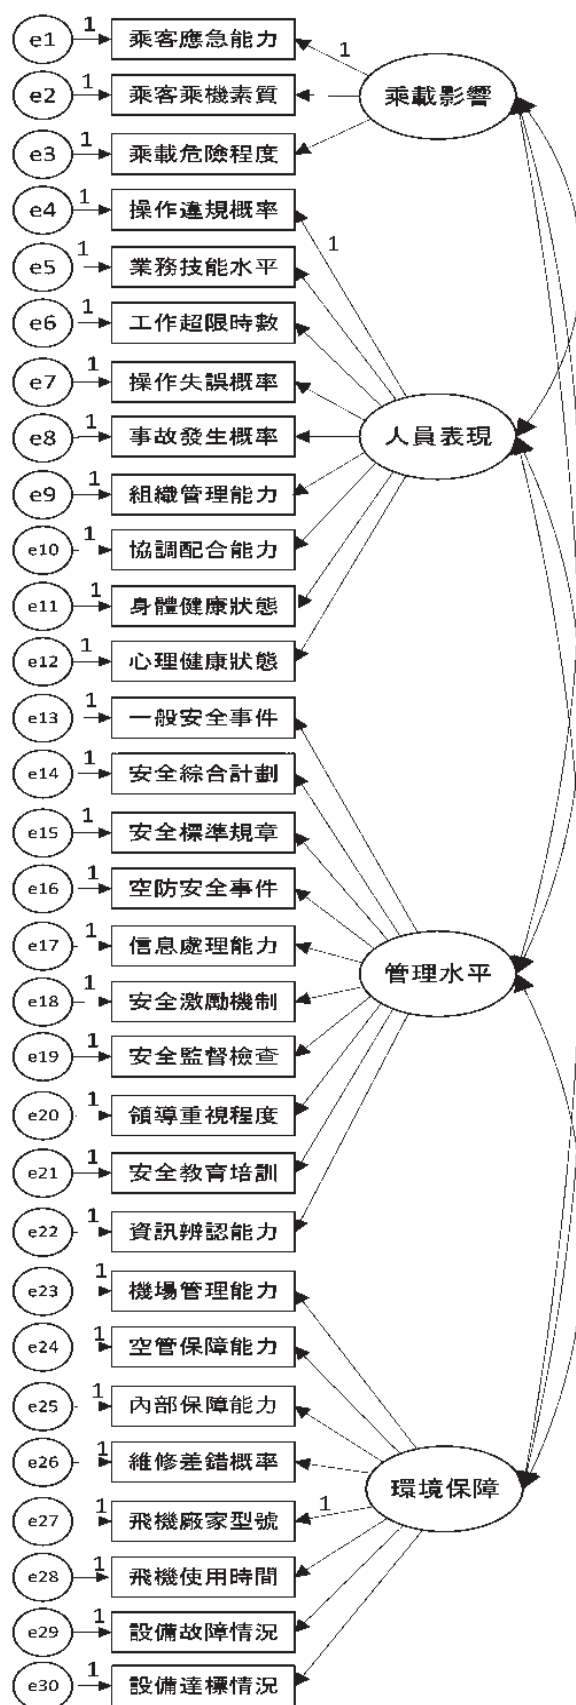 e1 1 乘客應急能力 1
乘載影響
e2 1 乘客乘機素質
e3 1 乘載危險程度
e4 1 操作違規概率 1
e5 1 業務技能水平
e6 1 工作超限時數
e7 1 操作失誤概率
人員表現
e8 1 事故發生概率
e9 1 組織管理能力
e10 1 協調配合能力
e11 1 身體健康狀態
e12 1 心理健康狀態
e13 1 一般安全事件
e14 1 安全綜合計劃
e15 1 安全標準規章
e16 1 空防安全事件
e17 1 信息處理能力
管理水平
e18 1 安全激勵機制
e19 1 安全監督檢查
e20 1 領導重視程度
e21 1 安全教育培訓
e22 1 資訊辨認能力
e23 1 機場管理能力
e24 1 空管保障能力
e25 1 內部保障能力
e26 1 維修差錯概率
環境保障
e27 1 飛機廠家型號 1
e28 1 飛機使用時間
e29 1 設備故障情況
e30 1 設備達標情況